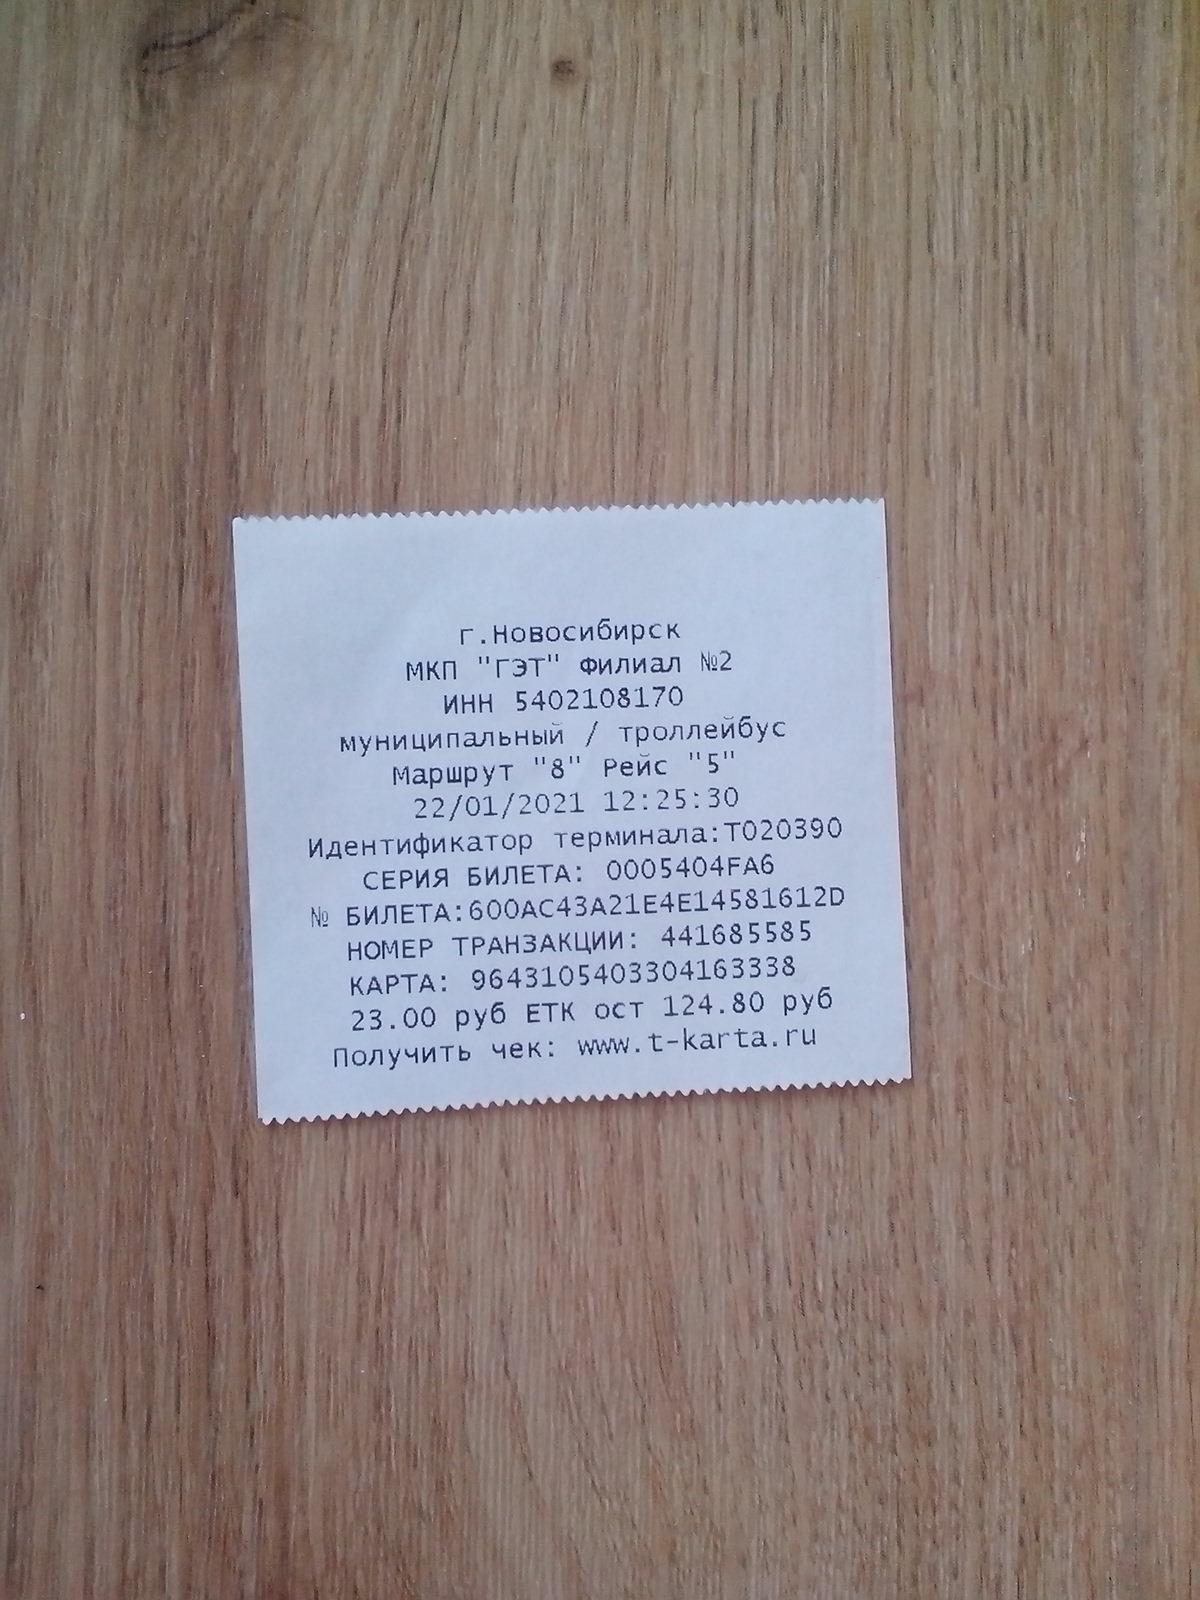 г.Новосибирск
МКП "ГЭТ" Филиал №2
ИНН 5402108170
муниципальный / троллейбус
Маршрут "8" Рейс "5"
22/01/2021 12:25:30
Идентификатор терминала:T020390
СЕРИЯ БИЛЕТА: 0005404FA6
№ БИЛЕТА:600AC43A21E4E14581612D
НОМЕР ТРАНЗАКЦИИ: 441685585
КАРТА: 9643105403304163338
23.00 руб ЕТК ост 124.80 руб
Получить чек: www.t-karta.ru